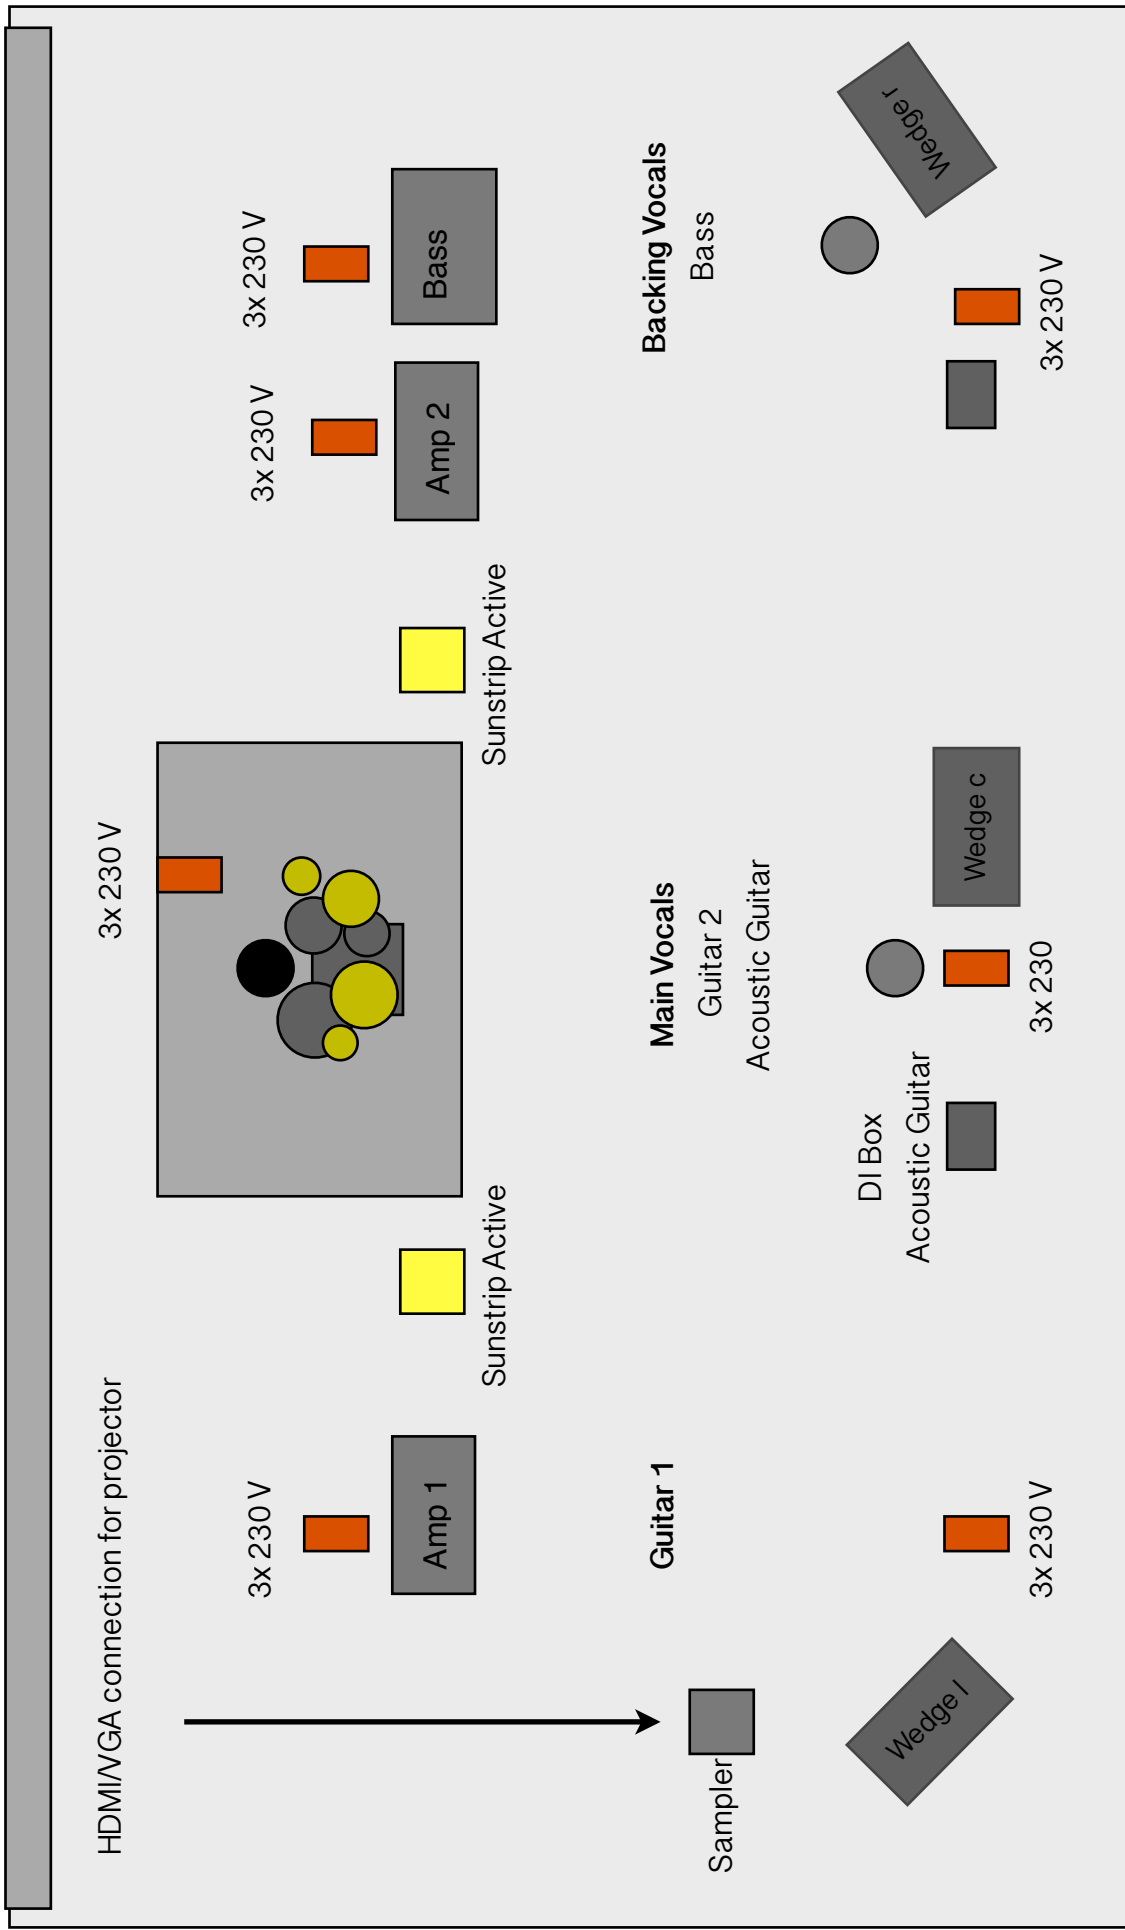 HDMI/VGA connection for projector
3x 230 V
3x 230 V
3x 230 V
3x 230 V
Amp 1
Amp 2
Bass
Sunstrip Active
Sunstrip Active
Guitar 1
Main Vocals
Guitar 2
Acoustic Guitar
Backing Vocals
Bass
Sampler
DI Box
Acoustic Guitar
Wedge l
Wedge c
Wedge r
3x 230 V
3x 230
3x 230 V